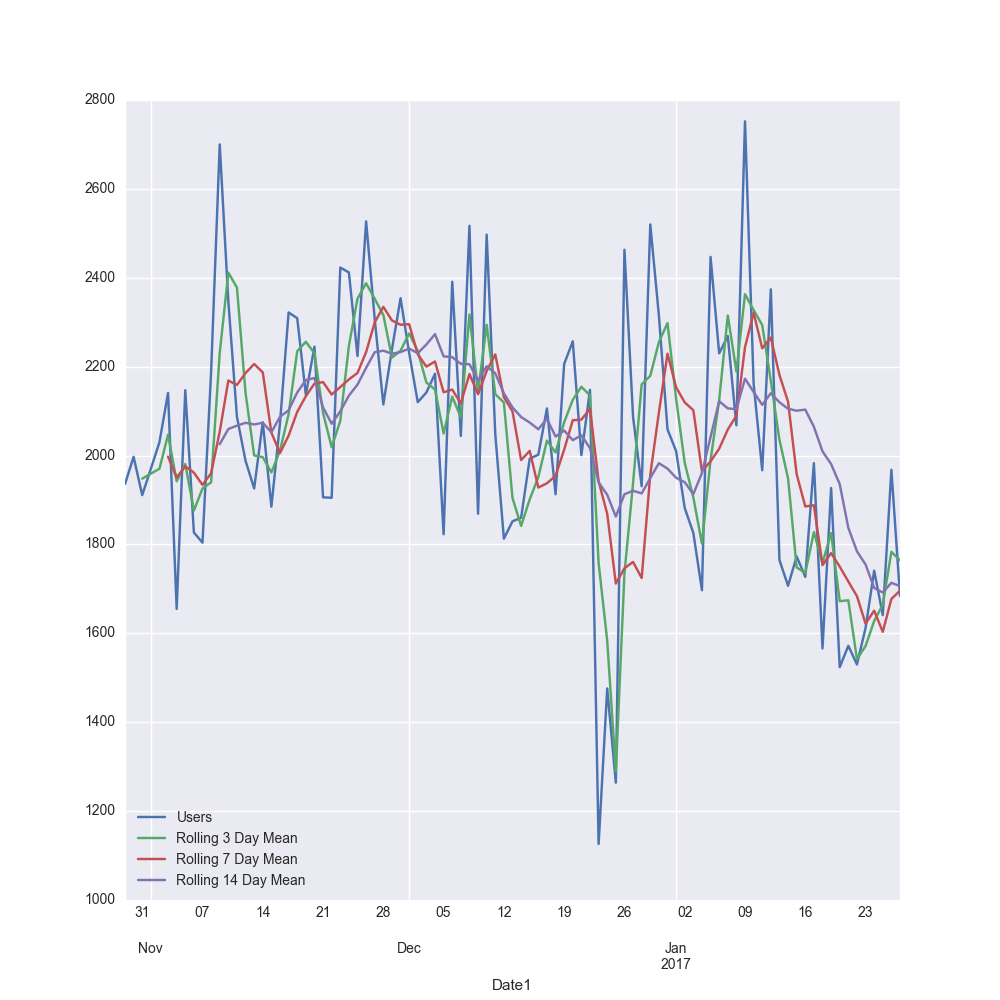 2800
2600
2400
2200
2000
1800
1600
1400
1200
1000
Users
Rolling 3 Day Mean
Rolling 7 Day Mean
Rolling 14 Day Mean
31 07 14 21 28 05 12 19 26 02 09 16 23
Nov Dec Jan
2017
Date1